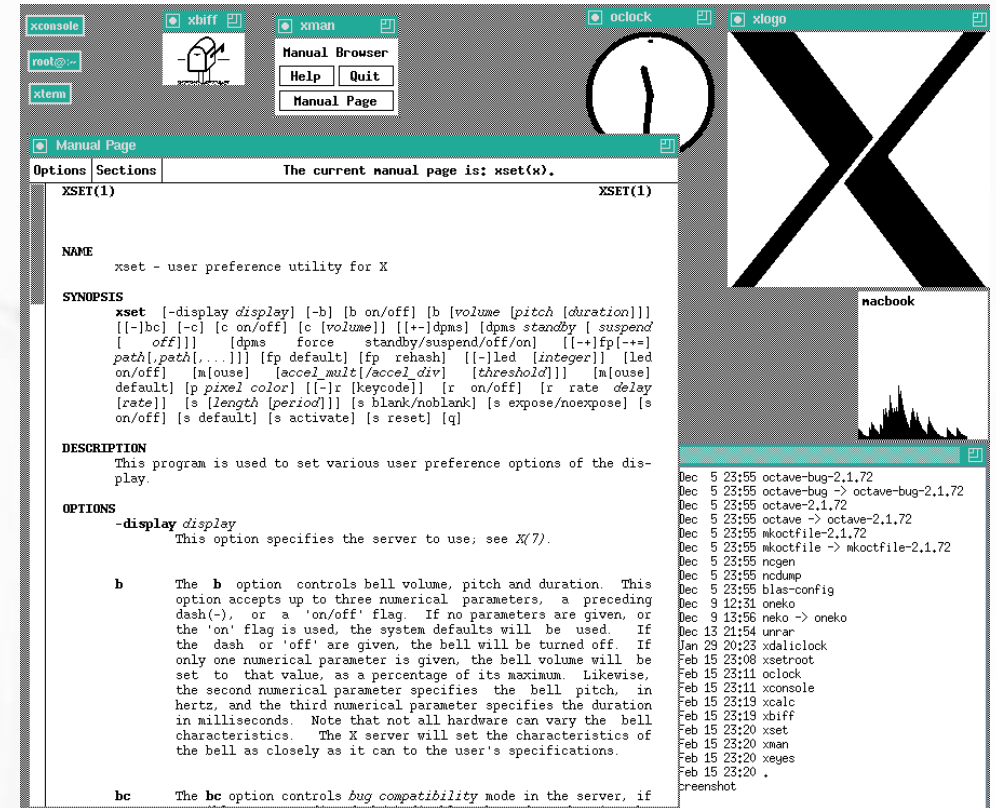 xconsole
root@:~
xterm
xbiff
xman
Manual Browser
Help Quit
Manual Page
oclock
xlogo
Manual Page
Options Sections The current manual page is: xset(x).
XSET(1) XSET(1)
NAME
xset - user preference utility for X
SYNOPSIS
xset [-display display] [-b] [b on/off] [b [volume [pitch [duration]]]
[[-]bc] [-c] [c on/off] [c [volume]] [[+-]dpms] [dpms standby [ suspend
[ off]]] [dpms force standby/suspend/off/on] [[-+]fp[-+=]
path[,path[,...]]] [fp default] [fp rehash] [[-]led [integer]] [led
on/off] [m[ouse] [accel_mult[/accel_div] [threshold]]] [m[ouse]
default] [p pixel color] [[-]r [keycode]] [r on/off] [r rate delay
[rate]] [s [length [period]]] [s blank/noblank] [s expose/noexpose] [s
on/off] [s default] [s activate] [s reset] [q]
DESCRIPTION
This program is used to set various user preference options of the dis-
play.
OPTIONS
-display display
This option specifies the server to use; see X(7).
b The b option controls bell volume, pitch and duration. This
option accepts up to three numerical parameters, a preceding
dash(-), or a 'on/off' flag. If no parameters are given, or
the 'on' flag is used, the system defaults will be used. If
the dash or 'off' are given, the bell will be turned off. If
only one numerical parameter is given, the bell volume will be
set to that value, as a percentage of its maximum. Likewise,
the second numerical parameter specifies the bell pitch, in
hertz, and the third numerical parameter specifies the duration
in milliseconds. Note that not all hardware can vary the bell
characteristics. The X server will set the characteristics of
the bell as closely as it can to the user's specifications.
bc The bc option controls bug compatibility mode in the server, if
macbook
Dec 5 23:55 octave-bug-2.1.72
Dec 5 23:55 octave-bug -> octave-bug-2.1.72
Dec 5 23:55 octave-2.1.72
Dec 5 23:55 octave -> octave-2.1.72
Dec 5 23:55 mkoctfile-2.1.72
Dec 5 23:55 mkoctfile -> mkoctfile-2.1.72
Dec 5 23:55 ncgen
Dec 5 23:55 ncdump
Dec 5 23:55 blas-config
Dec 9 12:31 oneko
Dec 9 13:56 neko -> oneko
Dec 13 21:54 unrar
Jan 29 20:23 xdaliclock
Feb 15 23:08 xsetroot
Feb 15 23:11 oclock
Feb 15 23:11 xconsole
Feb 15 23:19 xcalc
Feb 15 23:19 xbiff
Feb 15 23:20 xset
Feb 15 23:20 xman
Feb 15 23:20 xeyes
Feb 15 23:20 .
creenshot